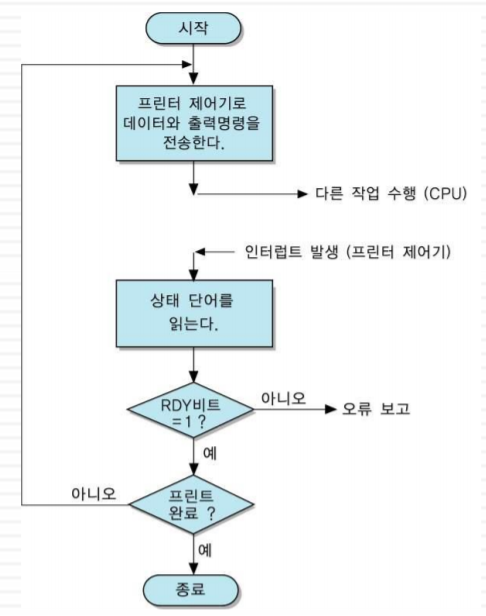 시작
프린터 제어기로
데이터와 출력명령을
전송한다.
다른 작업 수행 (CPU)
인터럽트 발생 (프린터 제어기)
상태 단어를
읽는다.
RDY비트
=1 ?
아니오
오류 보고
예
아니오
프린트
완료 ?
예
종료